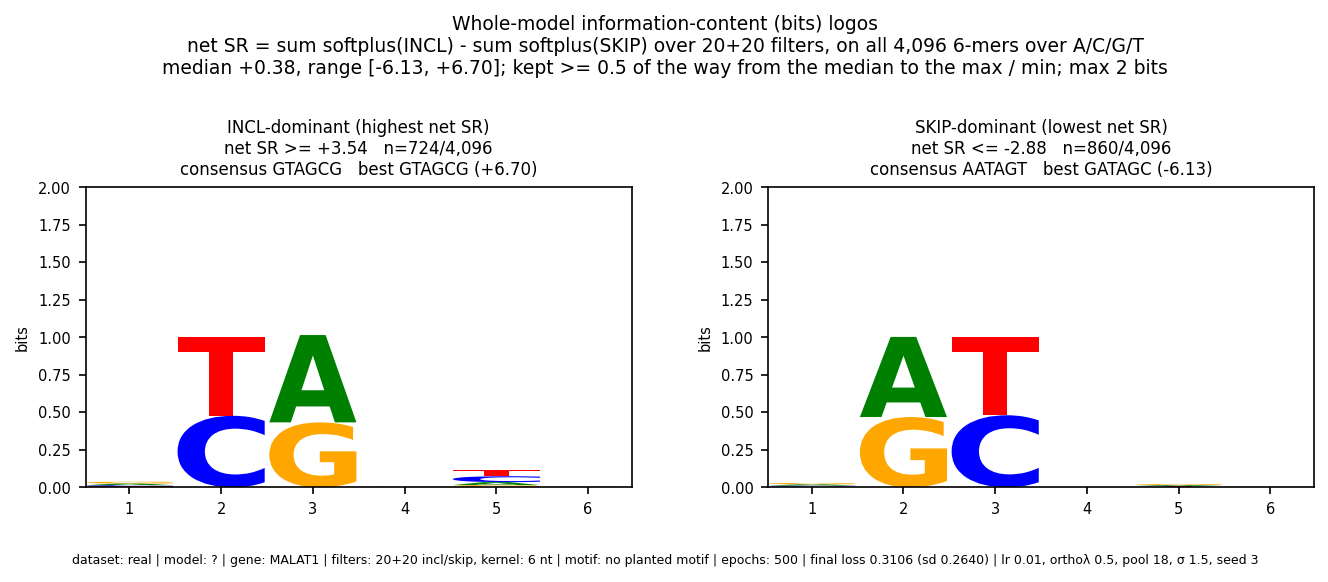 Whole-model information-content (bits) logos
net SR = sum softplus(INCL) - sum softplus(SKIP) over 20+20 filters, on all 4,096 6-mers over A/C/G/T
median +0.38, range [-6.13, +6.70]; kept >= 0.5 of the way from the median to the max / min; max 2 bits
INCL-dominant (highest net SR)
net SR >= +3.54 n=724/4,096
consensus GTAGCG best GTAGCG (+6.70)
2.00
1.75
1.50
1.25
1.00
0.75
0.50
0.25
0.00
bits
T A
C G
1 2 3 4 5 6
SKIP-dominant (lowest net SR)
net SR <= -2.88 n=860/4,096
consensus AATAGT best GATAGC (-6.13)
2.00
1.75
1.50
1.25
1.00
0.75
0.50
0.25
0.00
bits
A T
G C
1 2 3 4 5 6
dataset: real | model: ? | gene: MALAT1 | filters: 20+20 incl/skip, kernel: 6 nt | motif: no planted motif | epochs: 500 | final loss 0.3106 (sd 0.2640) | lr 0.01, orthoλ 0.5, pool 18, σ 1.5, seed 3